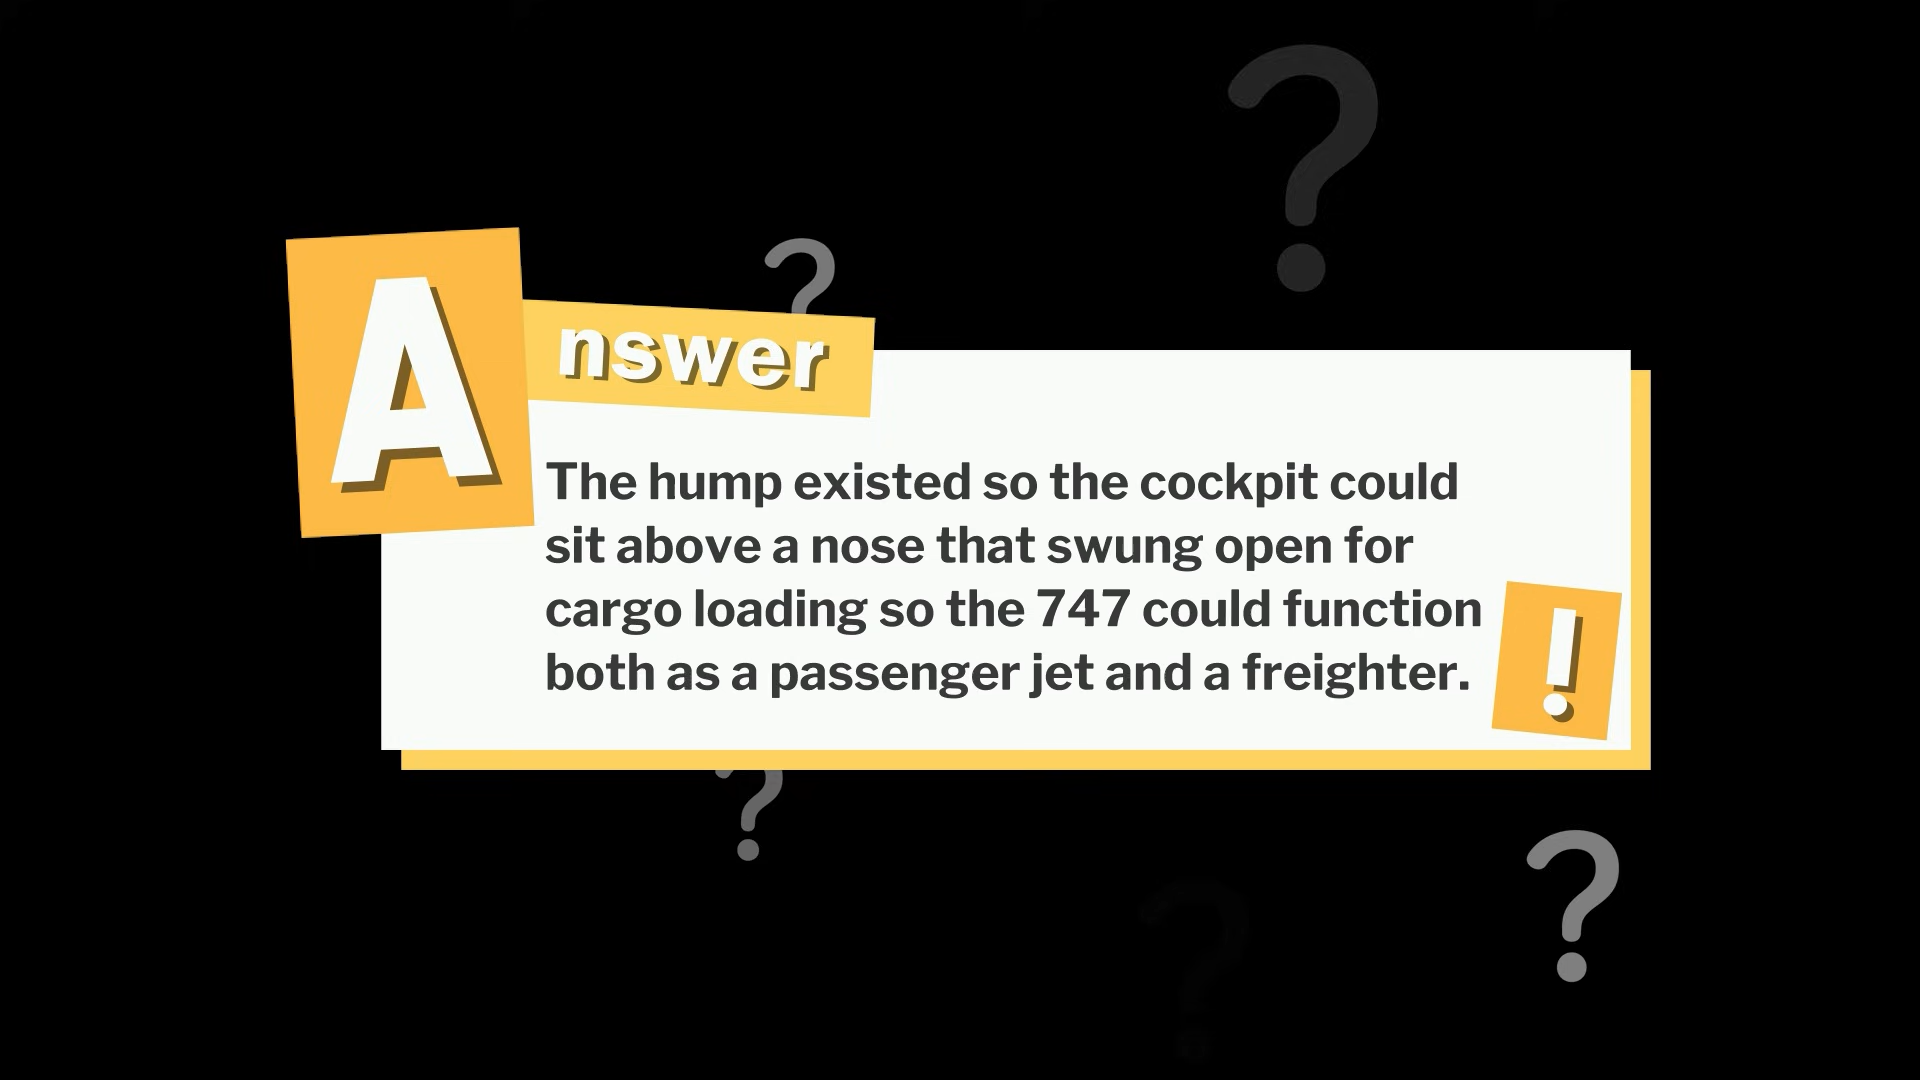 Answer
The hump existed so the cockpit could
sit above a nose that swung open for
cargo loading so the 747 could function
both as a passenger jet and a freighter.
!
?
?
?
?
?